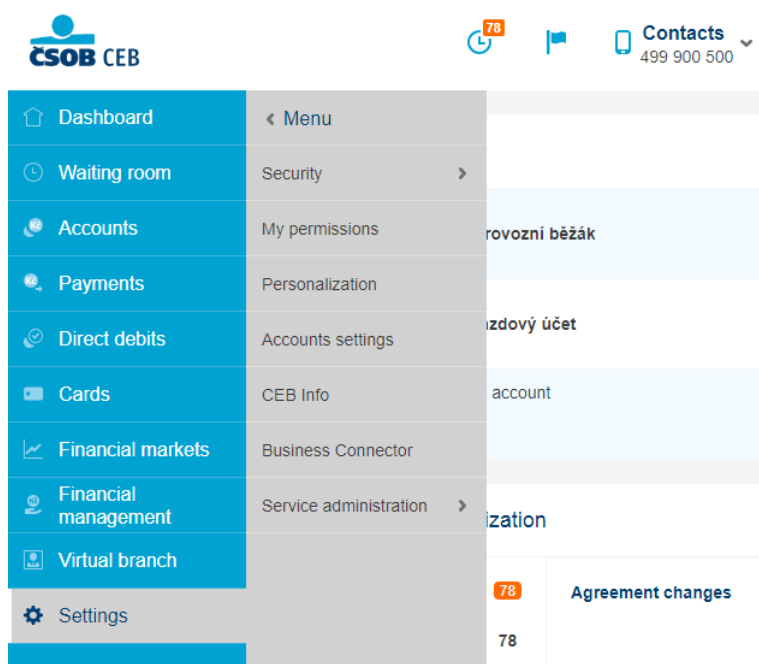 ČSOB CEB
78
Contacts
499 900 500
Dashboard
Waiting room
Accounts
Payments
Direct debits
Cards
Financial markets
Financial
management
Virtual branch
Settings
Menu
Security
My permissions
Personalization
Accounts settings
CEB Info
Business Connector
Service administration
rovozní běžák
zdový účet
account
ization
78
Agreement changes
78